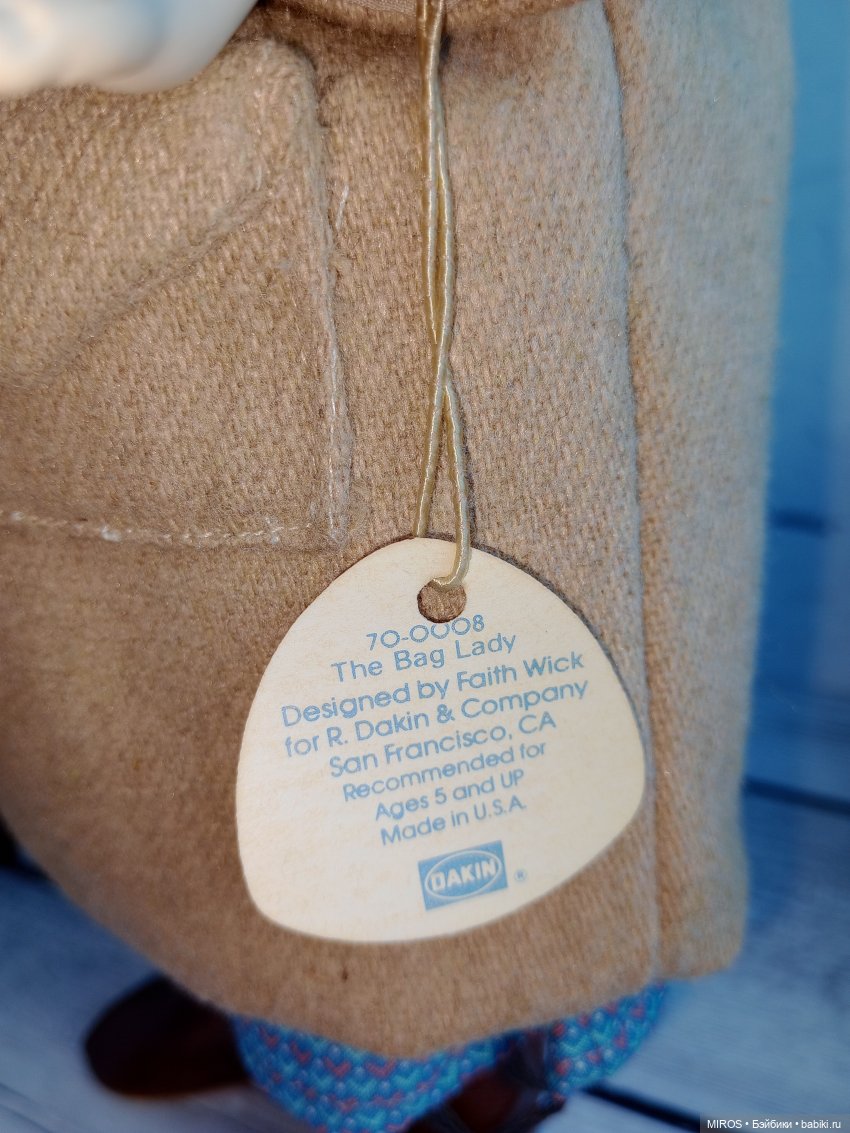 70-0008
The Bag Lady
Designed by Faith Wick
for R. Dakin & Company
San Francisco, CA
Recommended for
Ages 5 and UP
Made in U.S.A.
DAKIN ®
MIROS • Бэйбики • babiki.ru